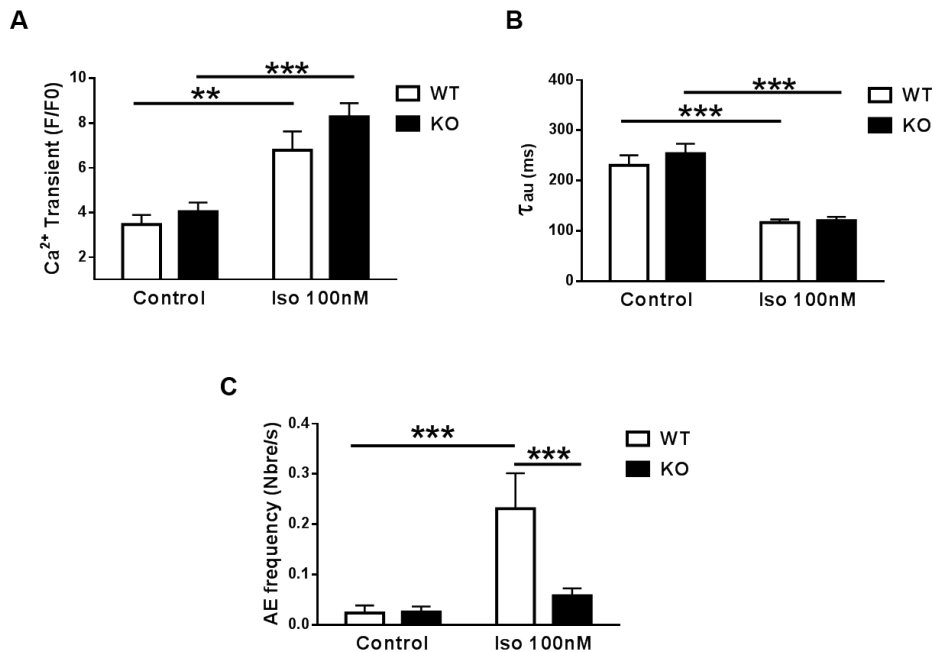 A
Ca²⁺ Transient (F/F0)
10
8
6
4
2
**
***
WT
KO
Control
Iso 100nM
B
τau (ms)
400
300
200
100
0
***
***
WT
KO
Control
Iso 100nM
C
AE frequency (Nbre/s)
0.4
0.3
0.2
0.1
0.0
***
***
WT
KO
Control
Iso 100nM